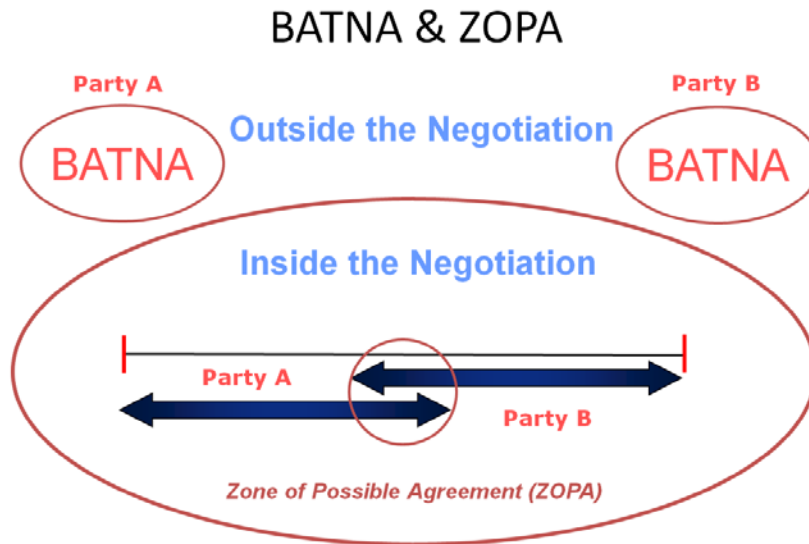 BATNA & ZOPA
Party A
Party B
Outside the Negotiation
BATNA
BATNA
Inside the Negotiation
Party A
Party B
Zone of Possible Agreement (ZOPA)